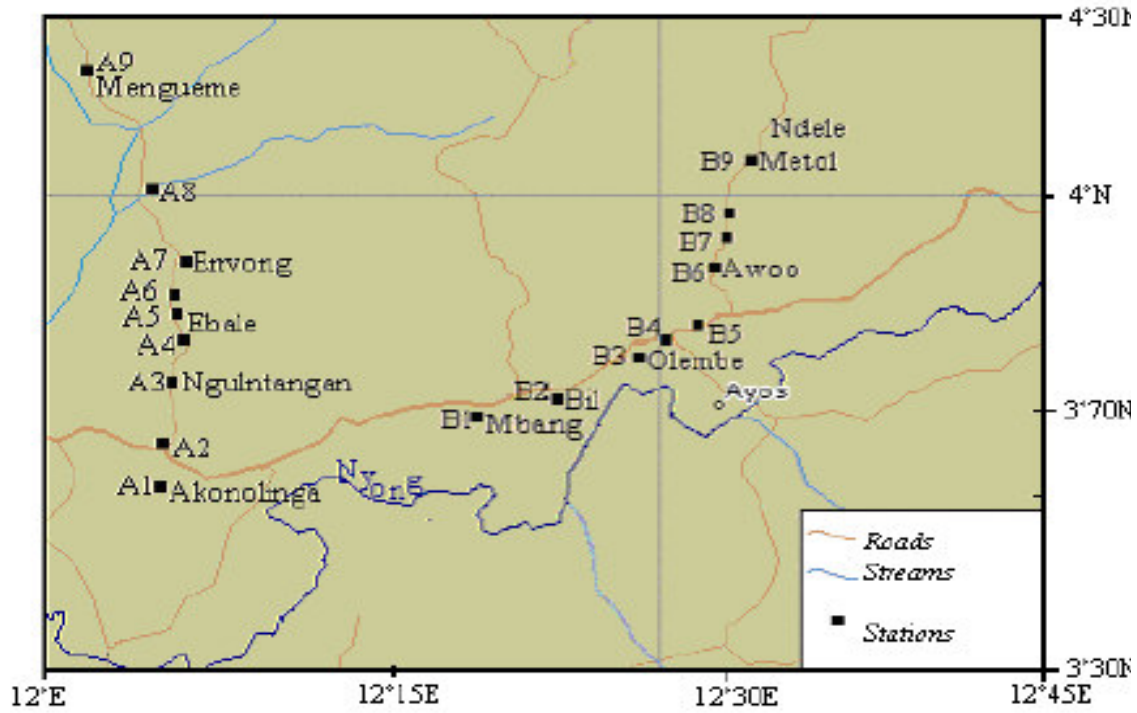 4°30N
A9
Mengueme
Ndele
B9 Metol
A8
4°N
B8
B7
A7 Envong
B6 Awoo
A6
A5 Ebale
A4
B4 B5
B3 Olembe
A3 Nguintangan
B2 Bil
Ayos
3°70N
B1 Mbang
A2
Nyong
A1 Akonolinga
Roads
Streams
Stations
3°30N
12°E 12°15E 12°30E 12°45E